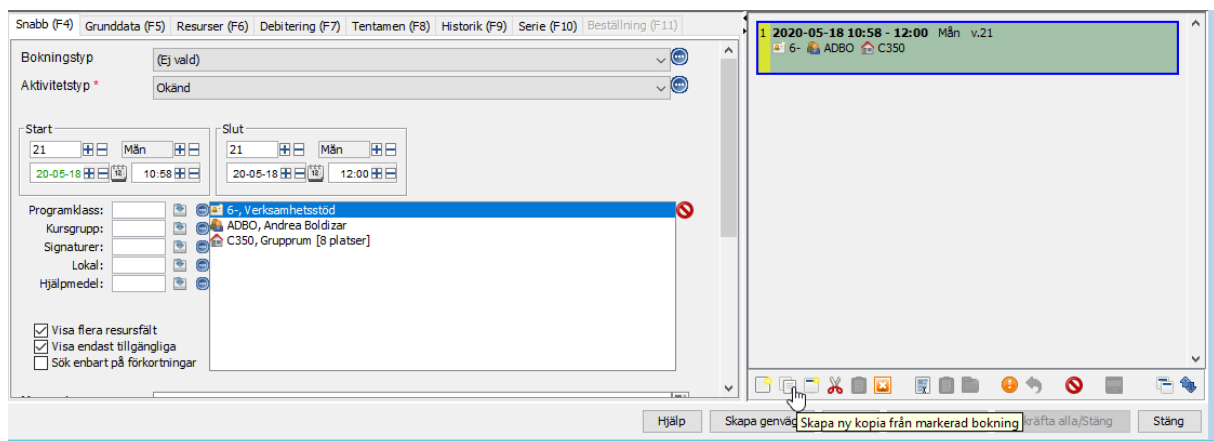 Snabb (F4) Grunddata (F5) Resurser (F6) Debitering (F7) Tentamen (F8) Historik (F9) Serie (F10) Beställning (F11)
Bokningstyp (Ej vald)
Aktivitetstyp * Okänd
Start Slut
21 Mån 21 Mån
20-05-18 12 10:58 20-05-18 12 12:00
Programklass: 6-, Verksamhetsstöd
Kursgrupp: ADBO, Andrea Boldizar
Signaturer: C350, Grupprum [8 platser]
Lokal:
Hjälpmedel:
Visa flera resursfält
Visa endast tillgängliga
Sök enbart på förkortningar
1 2020-05-18 10:58 - 12:00 Mån v.21
6- ADBO C350
Hjälp Skapa genväg kräfta alla/Stäng Stäng
Skapa ny kopia från markerad bokning